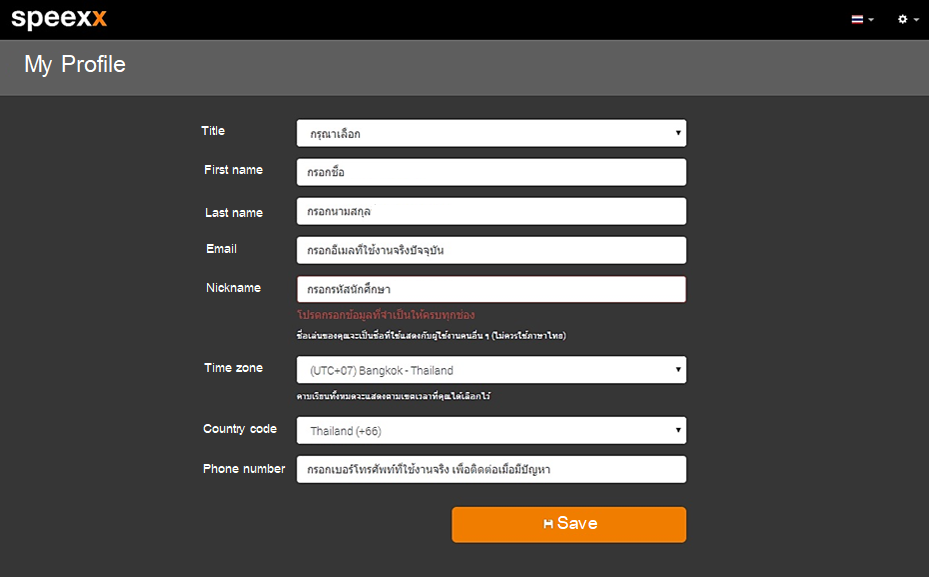 speexx
My Profile
Title
กรุณาเลือก
First name
กรอกชื่อ
Last name
กรอกนามสกุล
Email
กรอกอีเมลที่ใช้งานจริงปัจจุบัน
Nickname
กรอกรหัสนักศึกษา
โปรดกรอกข้อมูลที่จำเป็นให้ครบทุกช่อง
ชื่อเล่นของคุณจะเป็นชื่อที่ใช้แสดงกับผู้ใช้งานคนอื่น ๆ (ไม่ควรใช้ภาษาไทย)
Time zone
(UTC+07) Bangkok - Thailand
คาบเรียนทั้งหมดจะแสดงตามเขตเวลาที่คุณได้เลือกไว้
Country code
Thailand (+66)
Phone number
กรอกเบอร์โทรศัพท์ที่ใช้งานจริง เพื่อติดต่อเมื่อมีปัญหา
Save